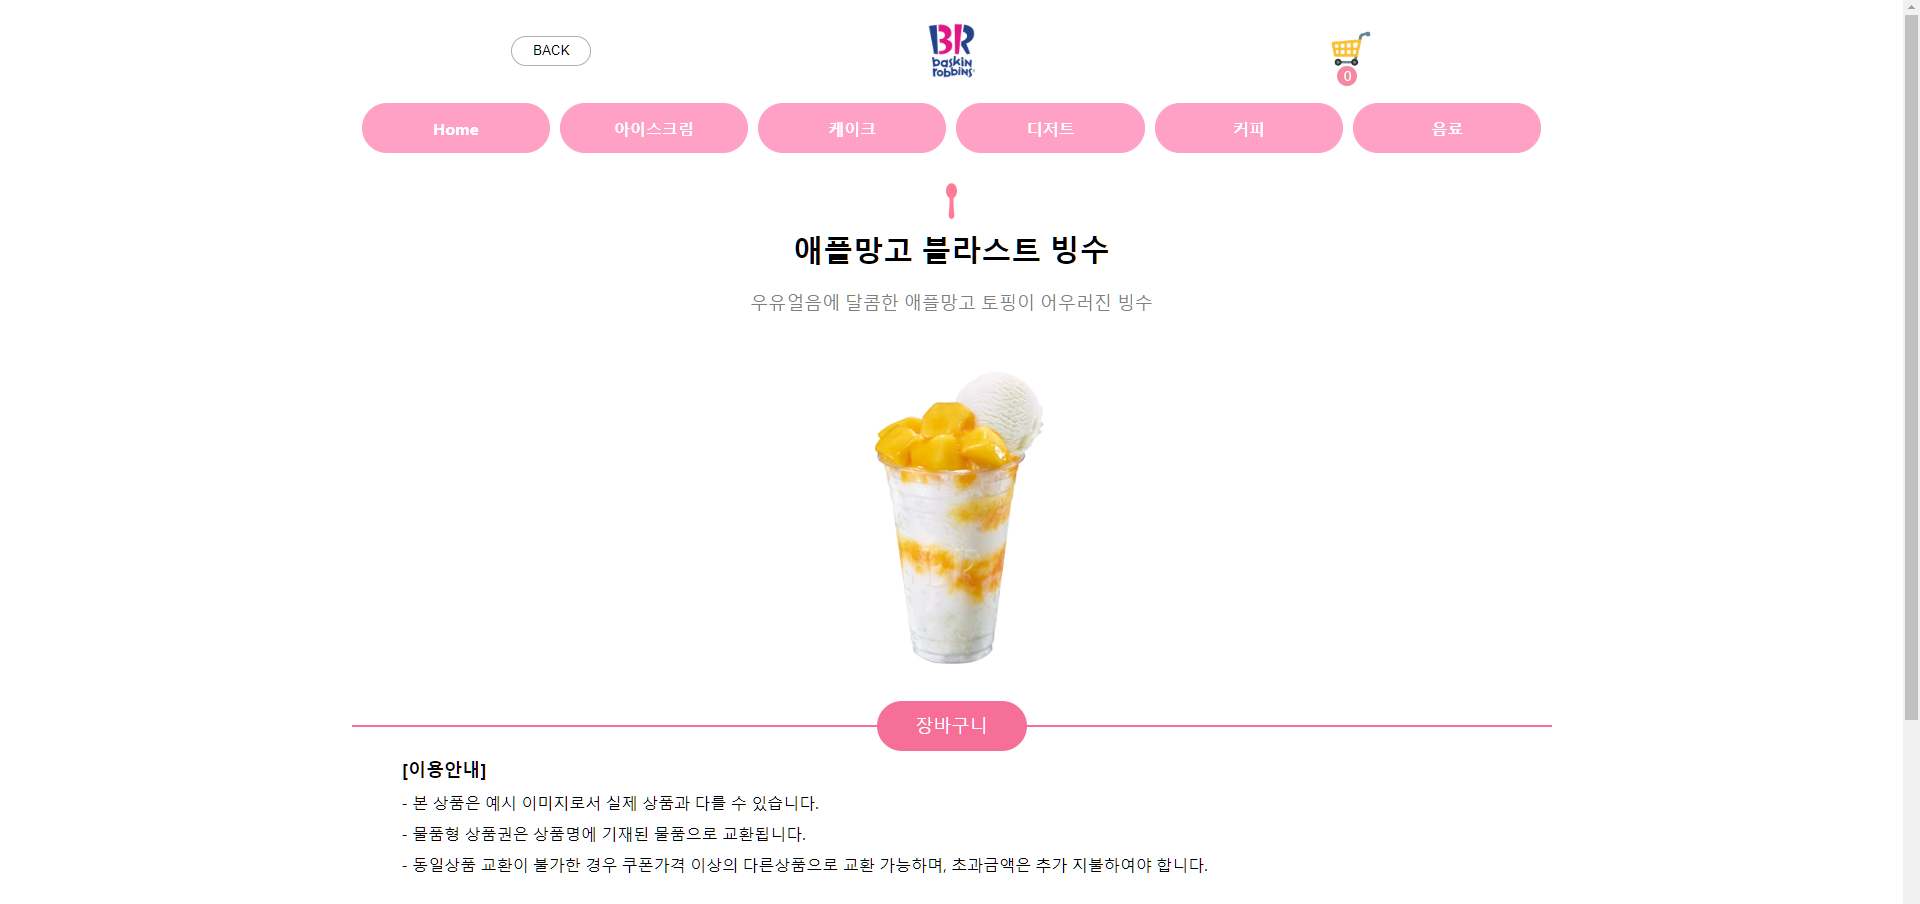 BACK
BR
baskin
robbins
0
Home
아이스크림
케이크
디저트
커피
음료
애플망고 블라스트 빙수
우유얼음에 달콤한 애플망고 토핑이 어우러진 빙수
장바구니
[이용안내]
- 본 상품은 예시 이미지로서 실제 상품과 다를 수 있습니다.
- 물품형 상품권은 상품명에 기재된 물품으로 교환됩니다.
- 동일상품 교환이 불가한 경우 쿠폰가격 이상의 다른상품으로 교환 가능하며, 초과금액은 추가 지불하여야 합니다.